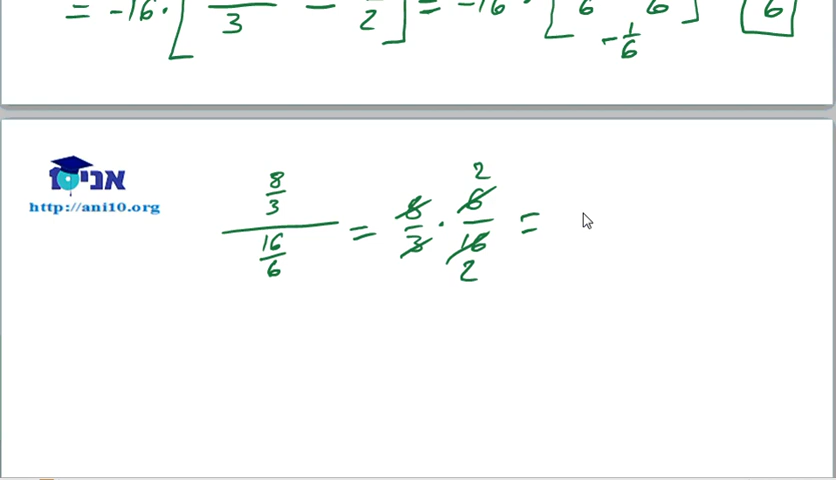 = -16 · [ 3 - 2 ] = -16 · [ 6 6 ] 6
- 1/6
אני10
http://ani10.org
8/3 / 16/6 = 8/3 · 6/16 =
2
2